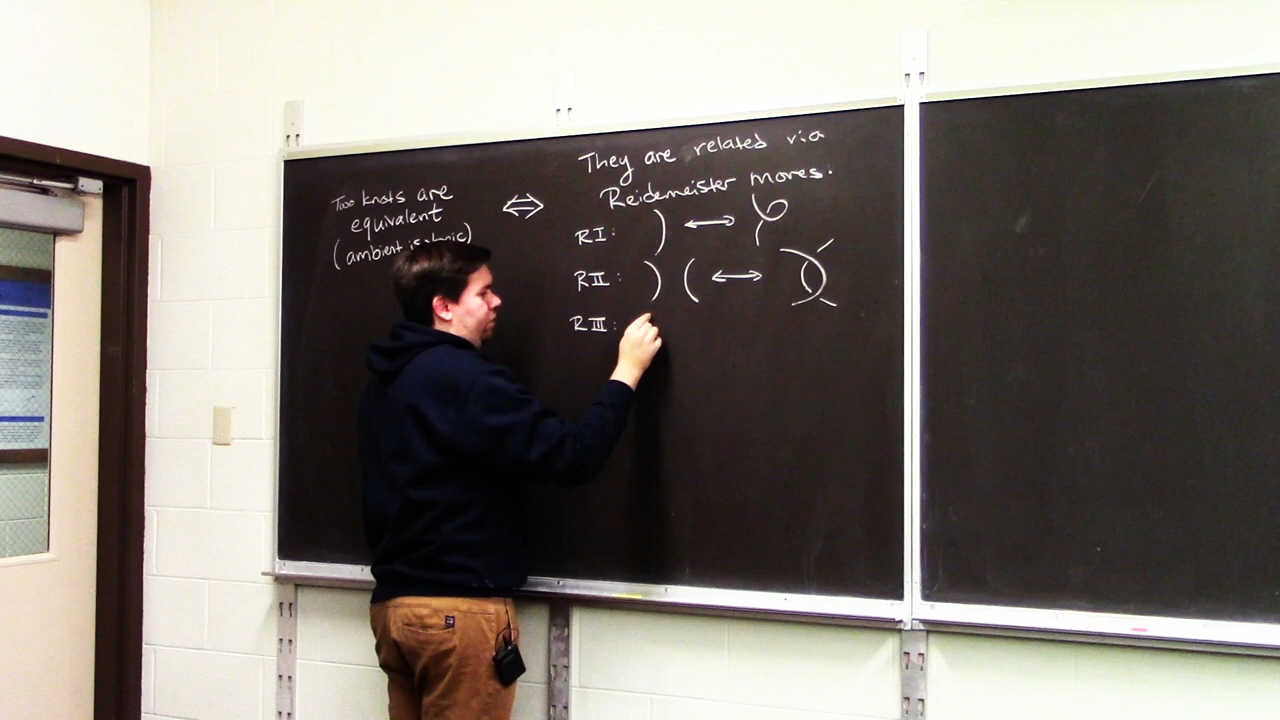 Two knots are
equivalent
(ambient isotopic)
⇔
They are related via
Reidemeister moves:
RI: ) ↔
RII: ) ( ↔
RIII: